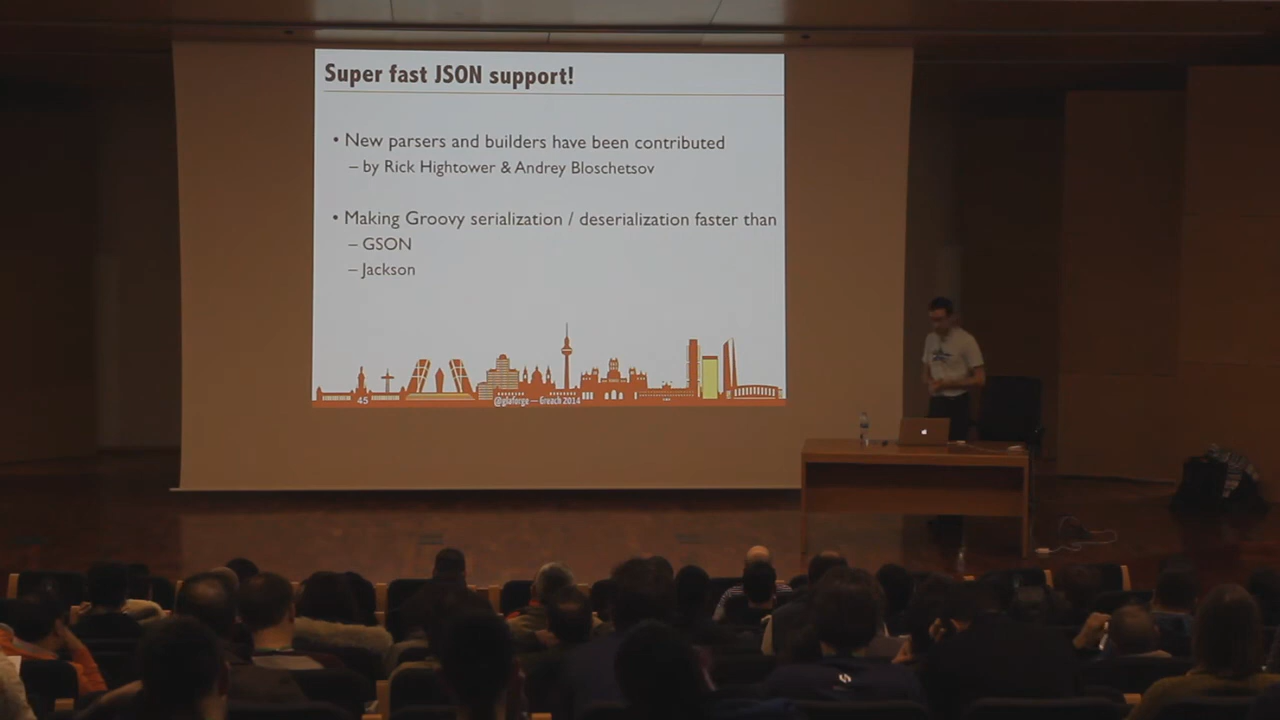 Super fast JSON support!
• New parsers and builders have been contributed
– by Rick Hightower & Andrey Bloschetsov
• Making Groovy serialization / deserialization faster than
– GSON
– Jackson
45
@glaforge — Greach 2014